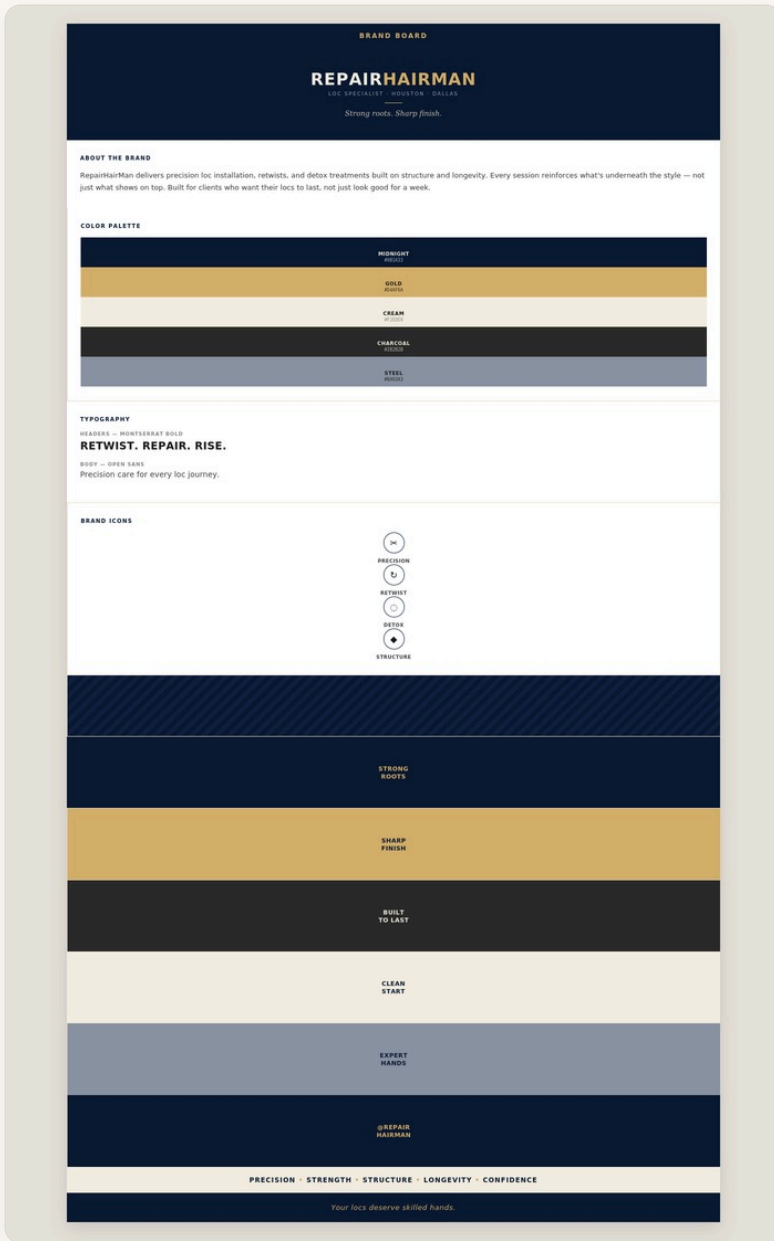 BRAND BOARD
REPAIRHAIRMAN
LOC SPECIALIST · HOUSTON · DALLAS
Strong roots. Sharp finish.
ABOUT THE BRAND
RepairHairMan delivers precision loc installation, retwists, and detox treatments built on structure and longevity. Every session reinforces what's underneath the style — not
just what shows on top. Built for clients who want their locs to last, not just look good for a week.
COLOR PALETTE
MIDNIGHT
GOLD
CREAM
CHARCOAL
STEEL
TYPOGRAPHY
HEADERS — MONTSERRAT BOLD
RETWIST. REPAIR. RISE.
BODY — OPEN SANS
Precision care for every loc journey.
BRAND ICONS
PRECISION
RETWIST
DETOX
STRUCTURE
STRONG
ROOTS
SHARP
FINISH
BUILT
TO LAST
CLEAN
START
EXPERT
HANDS
@REPAIR
HAIRMAN
PRECISION · STRENGTH · STRUCTURE · LONGEVITY · CONFIDENCE
Your locs deserve skilled hands.